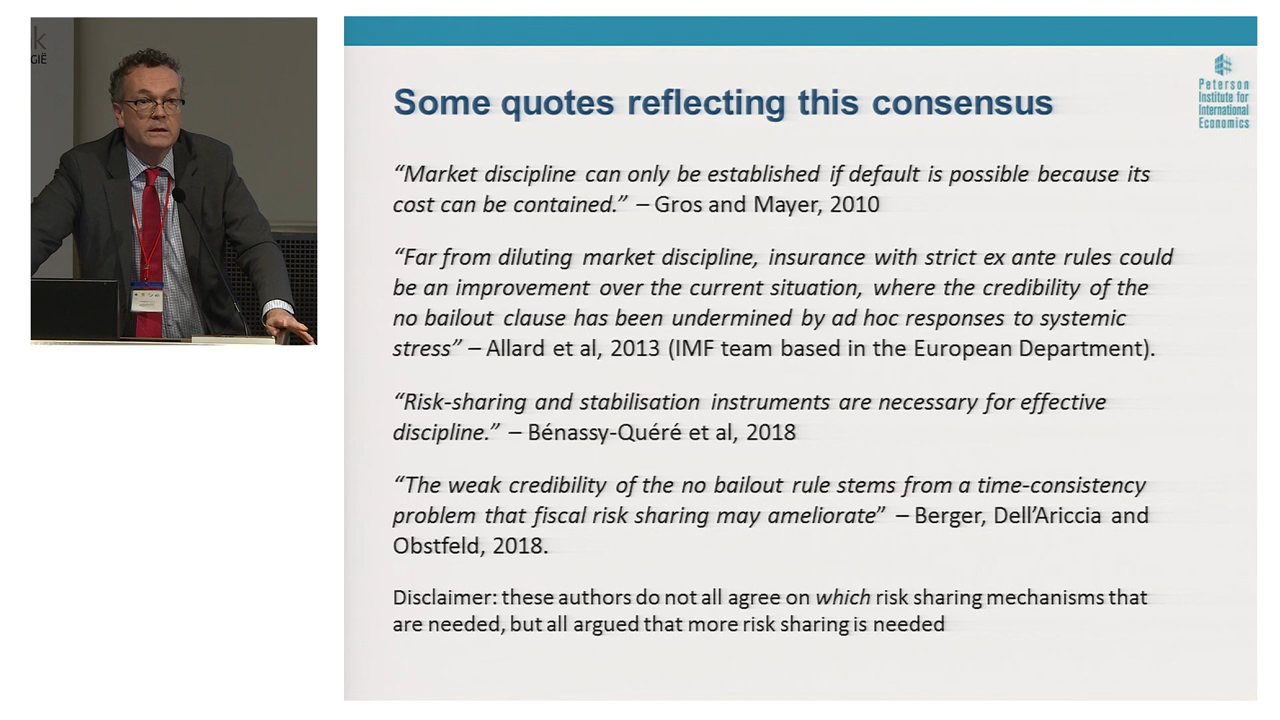 k
GIË
Peterson
Institute for
International
Economics
Some quotes reflecting this consensus
“Market discipline can only be established if default is possible because its
cost can be contained.” – Gros and Mayer, 2010
“Far from diluting market discipline, insurance with strict ex ante rules could
be an improvement over the current situation, where the credibility of the
no bailout clause has been undermined by ad hoc responses to systemic
stress” – Allard et al, 2013 (IMF team based in the European Department).
“Risk-sharing and stabilisation instruments are necessary for effective
discipline.” – Bénassy-Quéré et al, 2018
“The weak credibility of the no bailout rule stems from a time-consistency
problem that fiscal risk sharing may ameliorate” – Berger, Dell’Ariccia and
Obstfeld, 2018.
Disclaimer: these authors do not all agree on which risk sharing mechanisms that
are needed, but all argued that more risk sharing is needed